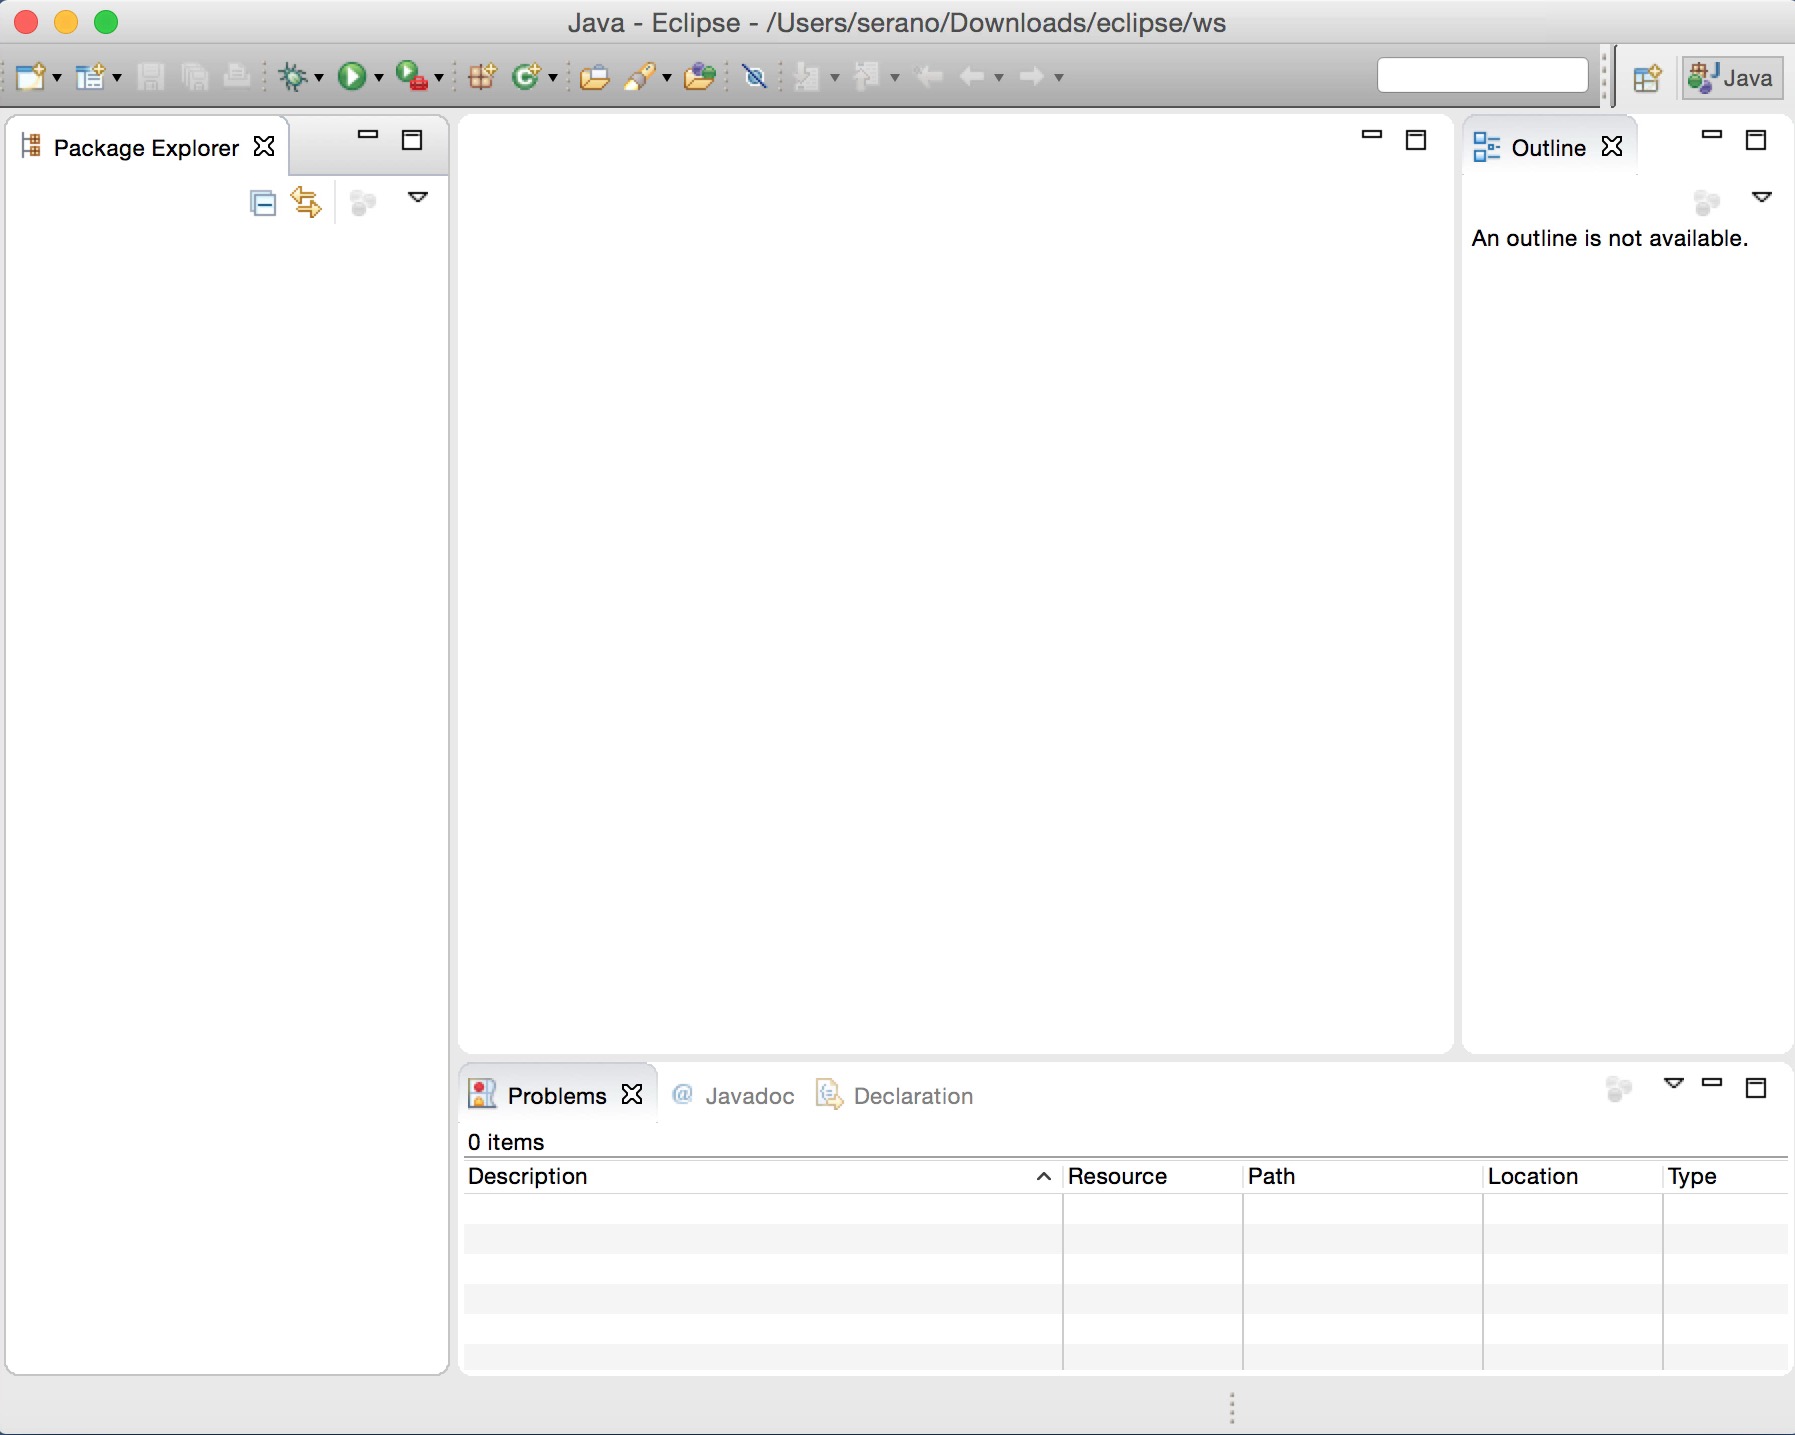 Java - Eclipse - /Users/serano/Downloads/eclipse/ws
Java
Package Explorer
Outline
An outline is not available.
Problems
@ Javadoc
Declaration
0 items
Description Resource Path Location Type